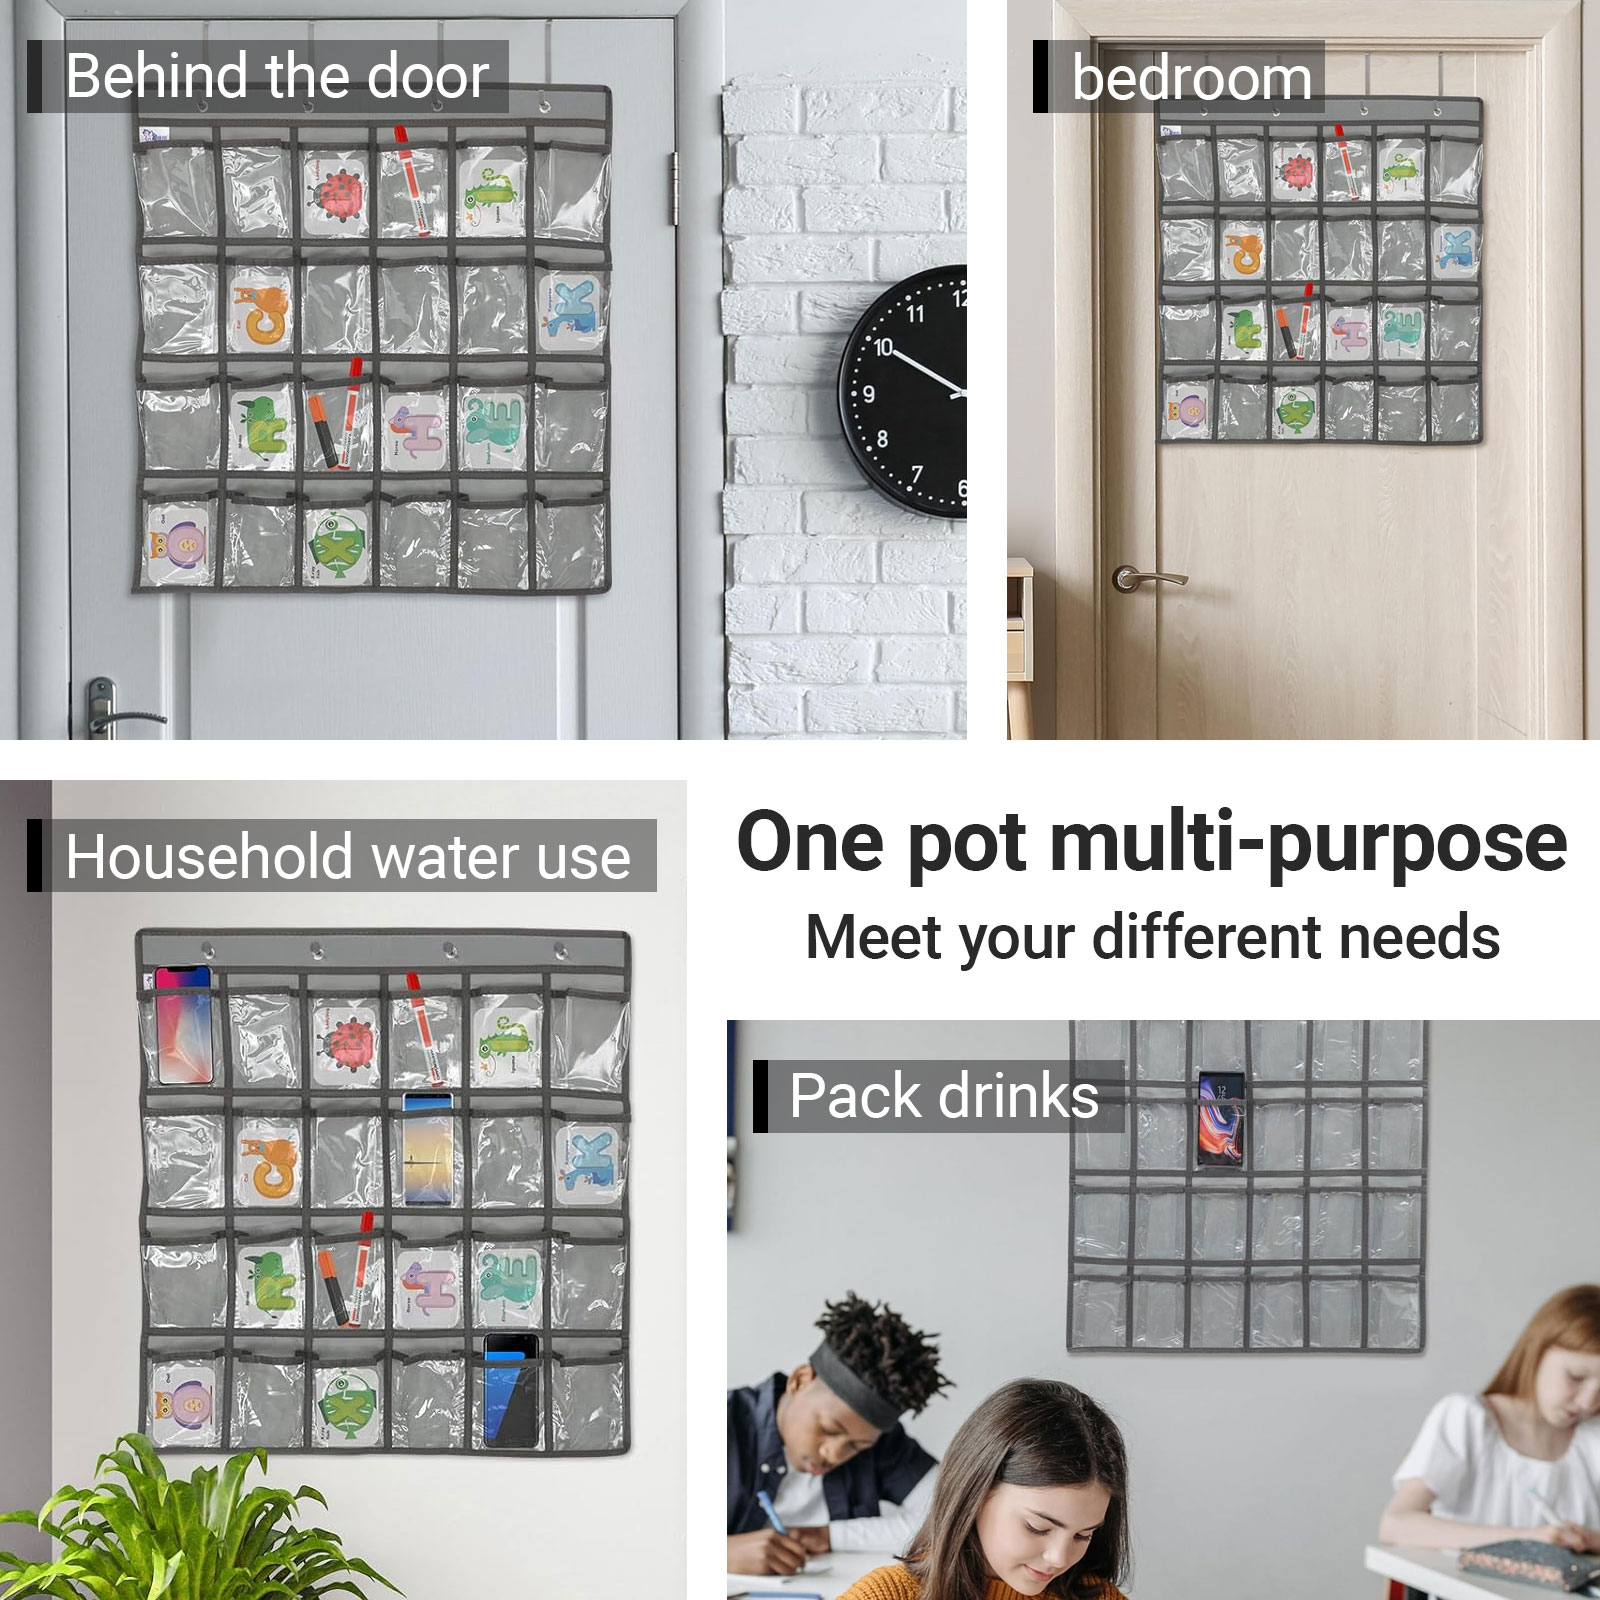 Behind the door
bedroom
12
11
10
9
8
7
6
Household water use
One pot multi-purpose
Meet your different needs
Pack drinks
12